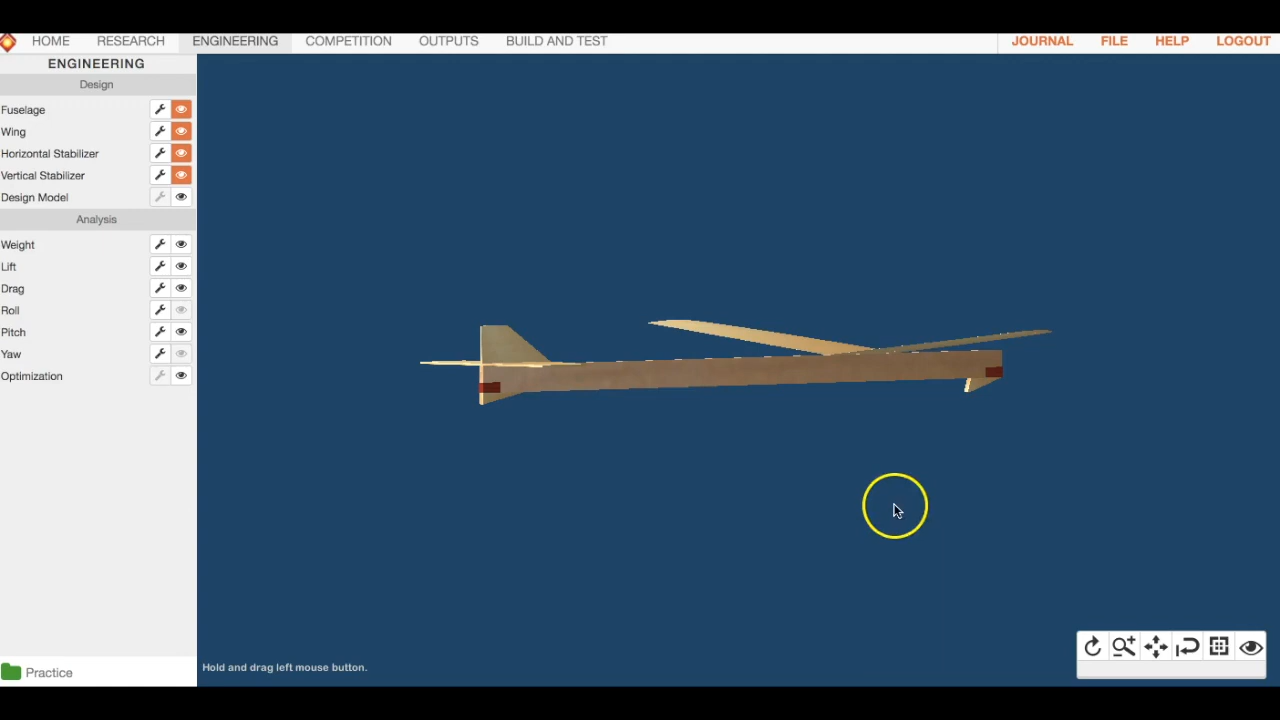 HOME RESEARCH ENGINEERING COMPETITION OUTPUTS BUILD AND TEST JOURNAL FILE HELP LOGOUT
ENGINEERING
Design
Fuselage
Wing
Horizontal Stabilizer
Vertical Stabilizer
Design Model
Analysis
Weight
Lift
Drag
Roll
Pitch
Yaw
Optimization
Hold and drag left mouse button.
Practice